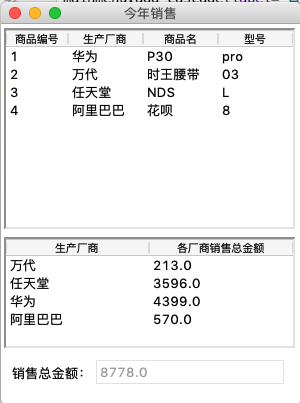 今年销售
商品编号 生产厂商 商品名 型号
1 华为 P30 pro
2 万代 时王腰带 03
3 任天堂 NDS L
4 阿里巴巴 花呗 8
生产厂商 各厂商销售总金额
万代 213.0
任天堂 3596.0
华为 4399.0
阿里巴巴 570.0
销售总金额: 8778.0